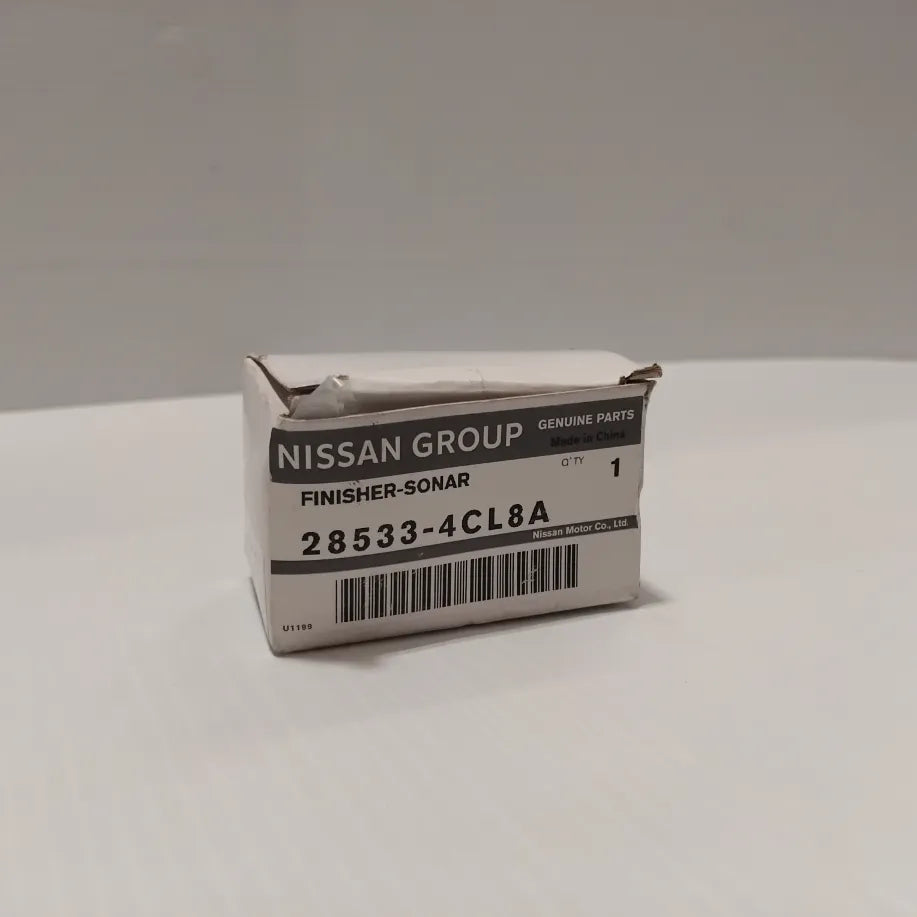 NISSAN GROUP GENUINE PARTS
Made in China
FINISHER-SONAR Q'TY 1
28533-4CL8A
Nissan Motor Co., Ltd.
U1199